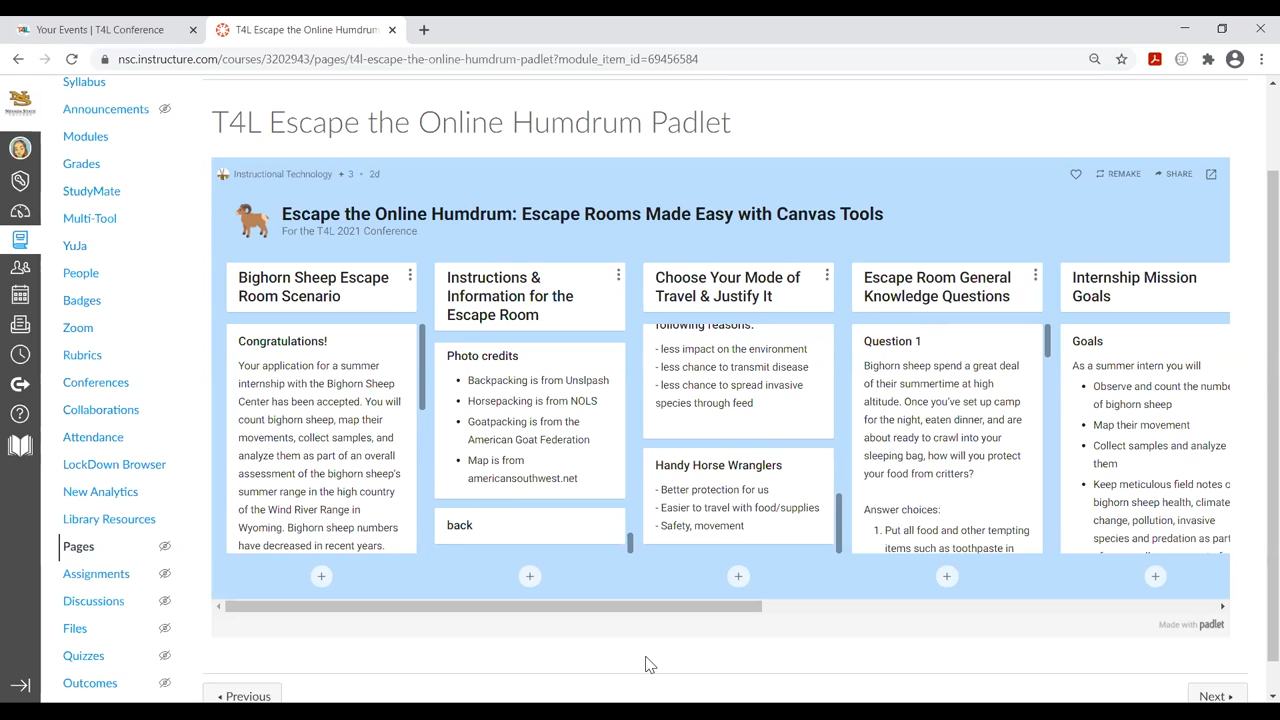 Your Events | T4L Conference
T4L Escape the Online Humdrum
nsc.instructure.com/courses/3202943/pages/t4l-escape-the-online-humdrum-padlet?module_item_id=69456584
Syllabus
Announcements
Modules
Grades
StudyMate
Multi-Tool
YuJa
People
Badges
Zoom
Rubrics
Conferences
Collaborations
Attendance
LockDown Browser
New Analytics
Library Resources
Pages
Assignments
Discussions
Files
Quizzes
Outcomes
T4L Escape the Online Humdrum Padlet
Instructional Technology + 3 • 2d
REMAKE
SHARE
Escape the Online Humdrum: Escape Rooms Made Easy with Canvas Tools
For the T4L 2021 Conference
Bighorn Sheep Escape
Room Scenario
Congratulations!
Your application for a summer
internship with the Bighorn Sheep
Center has been accepted. You will
count bighorn sheep, map their
movements, collect samples, and
analyze them as part of an overall
assessment of the bighorn sheep's
summer range in the high country
of the Wind River Range in
Wyoming. Bighorn sheep numbers
have decreased in recent years.
Instructions &
Information for the
Escape Room
Photo credits
• Backpacking is from Unslpash
• Horsepacking is from NOLS
• Goatpacking is from the
American Goat Federation
• Map is from
americansouthwest.net
back
Choose Your Mode of
Travel & Justify It
following reasons:
- less impact on the environment
- less chance to transmit disease
- less chance to spread invasive
species through feed
Handy Horse Wranglers
- Better protection for us
- Easier to travel with food/supplies
- Safety, movement
Escape Room General
Knowledge Questions
Question 1
Bighorn sheep spend a great deal
of their summertime at high
altitude. Once you've set up camp
for the night, eaten dinner, and are
about ready to crawl into your
sleeping bag, how will you protect
your food from critters?
Answer choices:
1. Put all food and other tempting
items such as toothpaste in
Internship Mission
Goals
Goals
As a summer intern you will
• Observe and count the numbe
of bighorn sheep
• Map their movement
• Collect samples and analyze
them
• Keep meticulous field notes o
bighorn sheep health, climate
change, pollution, invasive
species and predation as part
Made with padlet
◂ Previous
Next ▸